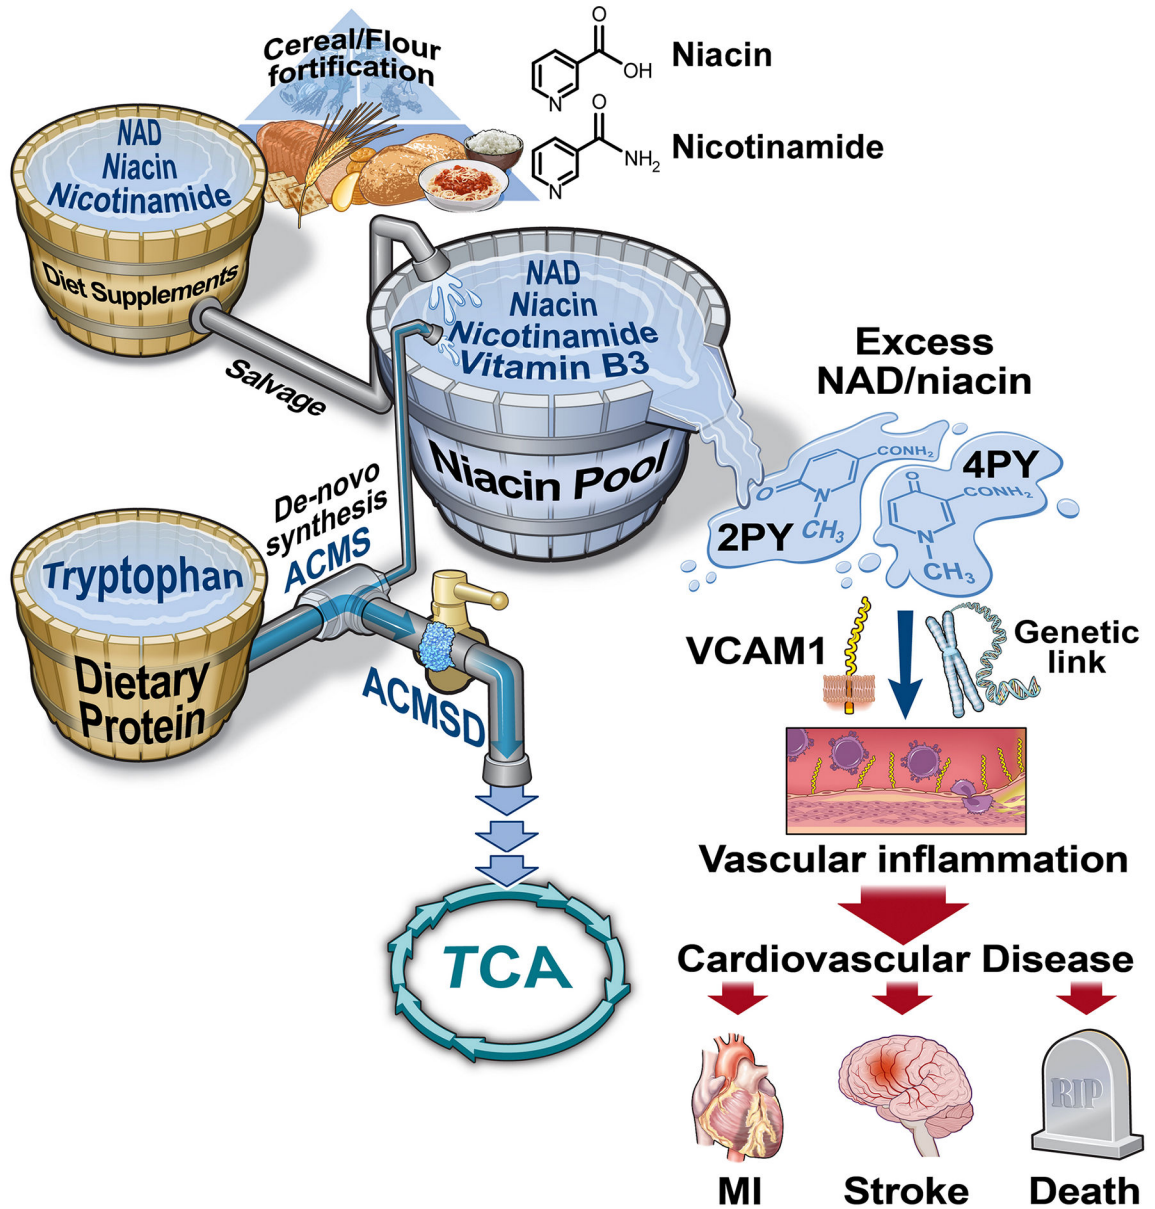 Cereal/Flour
fortification
O
OH
N
Niacin
O
NH2
N
Nicotinamide
NAD
Niacin
Nicotinamide
Diet Supplements
Salvage
NAD
Niacin
Nicotinamide
Vitamin B3
Niacin Pool
Excess
NAD/niacin
CONH2
O
N
CH3
2PY
4PY
O
CONH2
N
CH3
De-novo
synthesis
ACMS
Tryptophan
Dietary
Protein
ACMSD
TCA
VCAM1
Genetic
link
Vascular inflammation
Cardiovascular Disease
RIP
MI
Stroke
Death